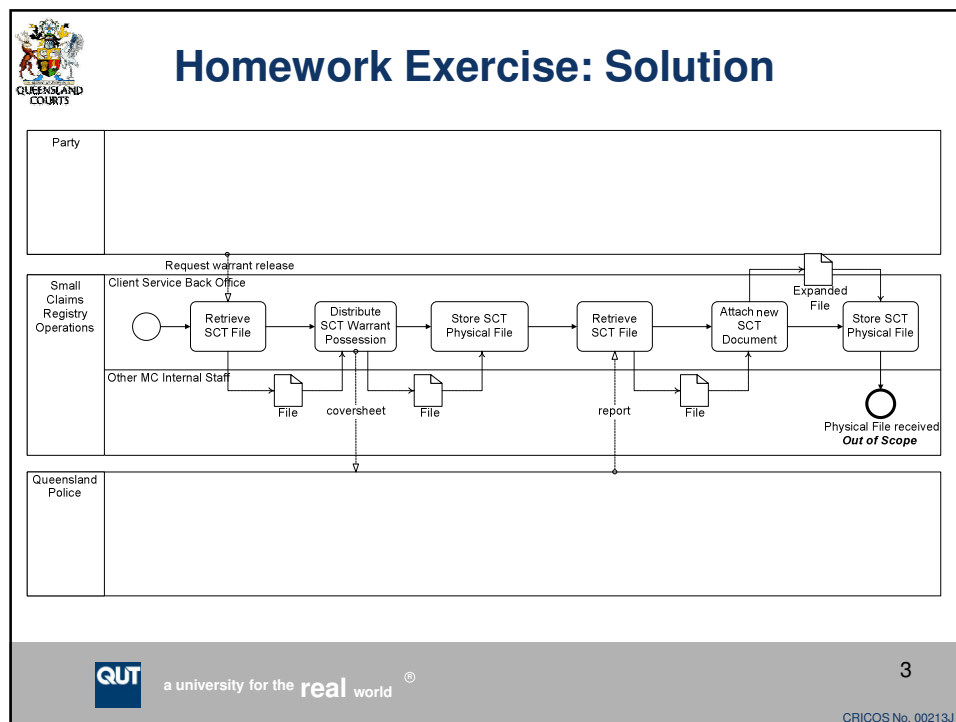 QUEENSLAND
COURTS
Homework Exercise: Solution
Party
Request warrant release
Small
Claims
Registry
Operations
Client Service Back Office
Retrieve
SCT File
Distribute
SCT Warrant
Possession
Store SCT
Physical File
Retrieve
SCT File
Attach new
SCT
Document
Expanded
File
Store SCT
Physical File
Other MC Internal Staff
File
coversheet
File
report
File
Physical File received
Out of Scope
Queensland
Police
QUT
a university for the real world ®
3
CRICOS No. 00213J